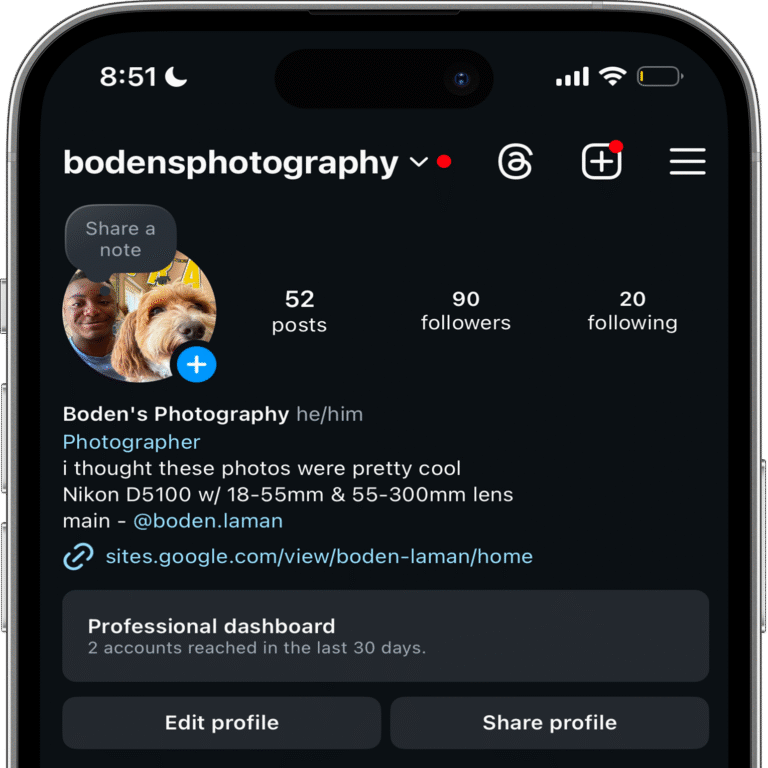 8:51
bodensphotography
Share a
note
52
posts
90
followers
20
following
Boden's Photography he/him
Photographer
i thought these photos were pretty cool
Nikon D5100 w/ 18-55mm & 55-300mm lens
main - @boden.laman
sites.google.com/view/boden-laman/home
Professional dashboard
2 accounts reached in the last 30 days.
Edit profile
Share profile